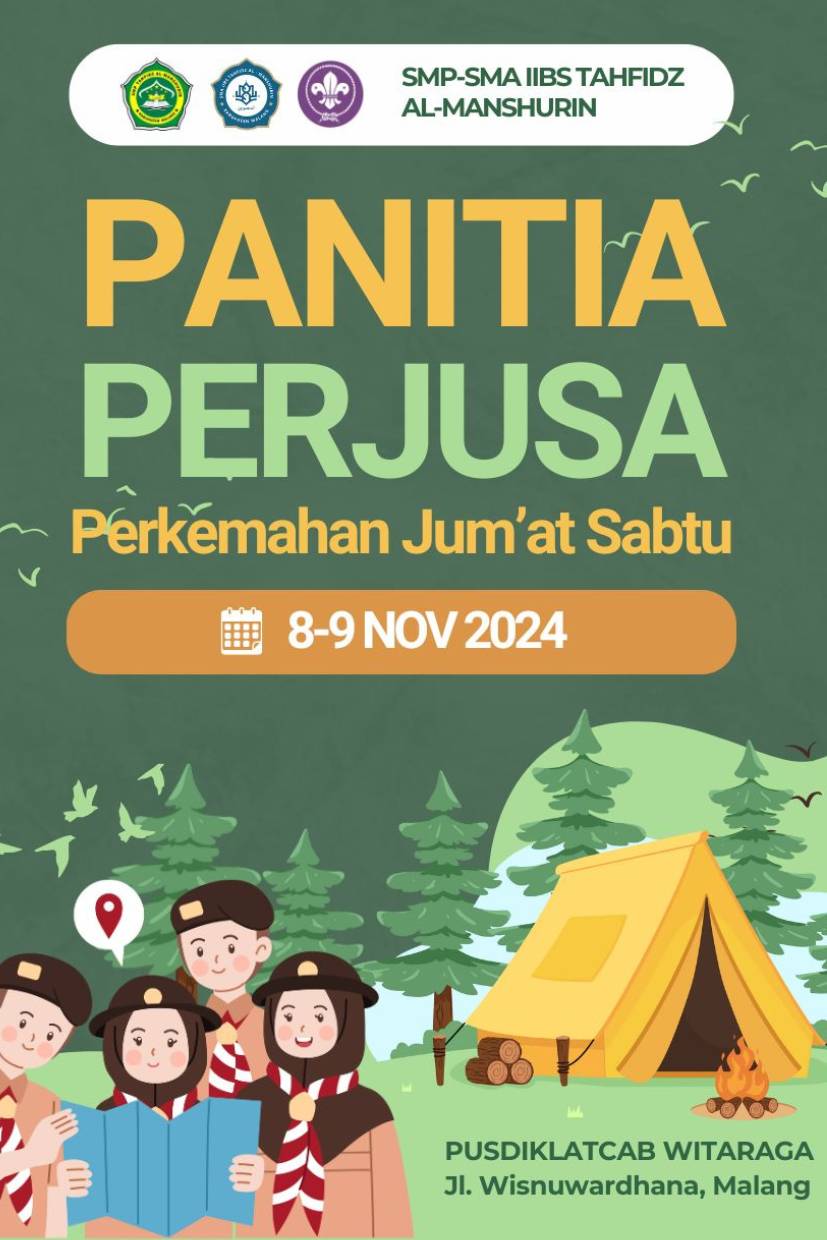 SMP-SMA IIBS TAHFIDZ
AL-MANSHURIN
PANITIA
PERJUSA
Perkemahan Jum’at Sabtu
8-9 NOV 2024
PUSDIKLATCAB WITARAGA
Jl. Wisnuwardhana, Malang